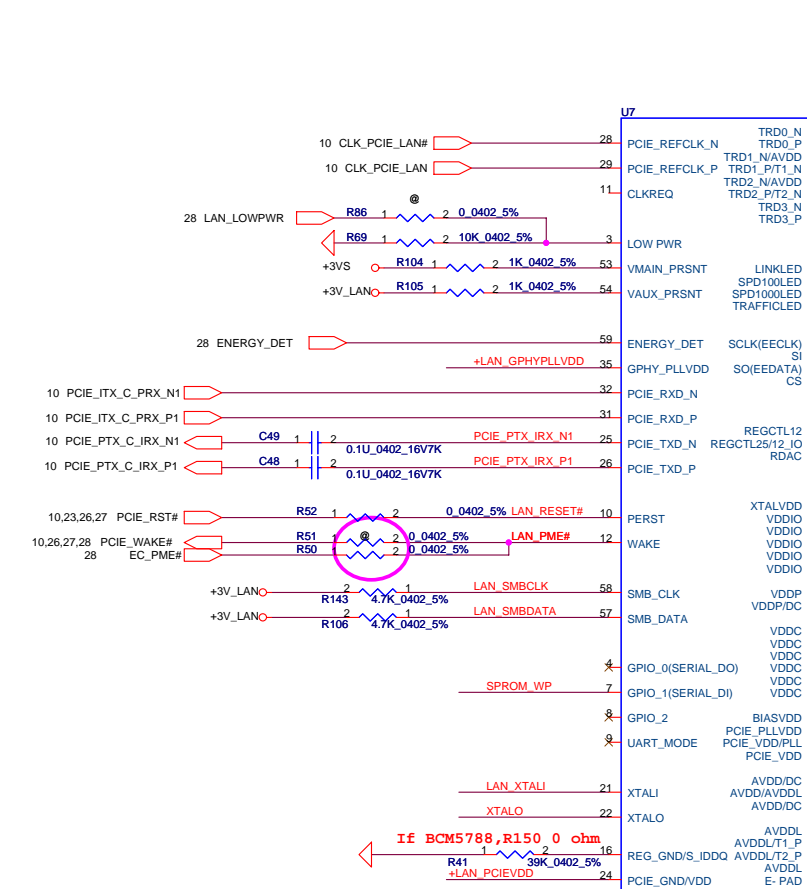 U7
TRD0_N
10 CLK_PCIE_LAN# 28 PCIE_REFCLK_N TRD0_P
TRD1_N/AVDD
10 CLK_PCIE_LAN 29 PCIE_REFCLK_P TRD1_P/T1_N
TRD2_N/AVDD
11 CLKREQ TRD2_P/T2_N
@ TRD3_N
28 LAN_LOWPWR R86 1 2 0_0402_5% TRD3_P
R69 1 2 10K_0402_5% 3 LOW PWR
+3VS R104 1 2 1K_0402_5% 53 VMAIN_PRSNT LINKLED
SPD100LED
+3V_LAN R105 1 2 1K_0402_5% 54 VAUX_PRSNT SPD1000LED
TRAFFICLED
28 ENERGY_DET 59 ENERGY_DET SCLK(EECLK)
SI
+LAN_GPHYPLLVDD 35 GPHY_PLLVDD SO(EEDATA)
CS
10 PCIE_ITX_C_PRX_N1 32 PCIE_RXD_N
10 PCIE_ITX_C_PRX_P1 31 PCIE_RXD_P
REGCTL12
10 PCIE_PTX_C_IRX_N1 C49 1 2 0.1U_0402_16V7K PCIE_PTX_IRX_N1 25 PCIE_TXD_N REGCTL25/12_IO
RDAC
10 PCIE_PTX_C_IRX_P1 C48 1 2 0.1U_0402_16V7K PCIE_PTX_IRX_P1 26 PCIE_TXD_P
XTALVDD
10,23,26,27 PCIE_RST# R52 1 2 0_0402_5% LAN_RESET# 10 PERST VDDIO
VDDIO
@
10,26,27,28 PCIE_WAKE# R51 1 2 0_0402_5% LAN_PME# 12 WAKE VDDIO
28 EC_PME# R50 1 2 0_0402_5% VDDIO
VDDIO
+3V_LAN R143 2 1 4.7K_0402_5% LAN_SMBCLK 58 SMB_CLK VDDP
VDDP/DC
+3V_LAN R106 2 1 4.7K_0402_5% LAN_SMBDATA 57 SMB_DATA
VDDC
VDDC
VDDC
4 GPIO_0(SERIAL_DO) VDDC
VDDC
SPROM_WP 7 GPIO_1(SERIAL_DI) VDDC
8 GPIO_2 BIASVDD
PCIE_PLLVDD
9 UART_MODE PCIE_VDD/PLL
PCIE_VDD
AVDD/DC
LAN_XTALI 21 XTALI AVDD/AVDDL
AVDD/DC
XTALO 22 XTALO
AVDDL
If BCM5788,R150 0 ohm AVDDL/T1_P
R41 1 2 39K_0402_5% 16 REG_GND/S_IDDQ AVDDL/T2_P
AVDDL
+LAN_PCIEVDD 24 PCIE_GND/VDD E- PAD